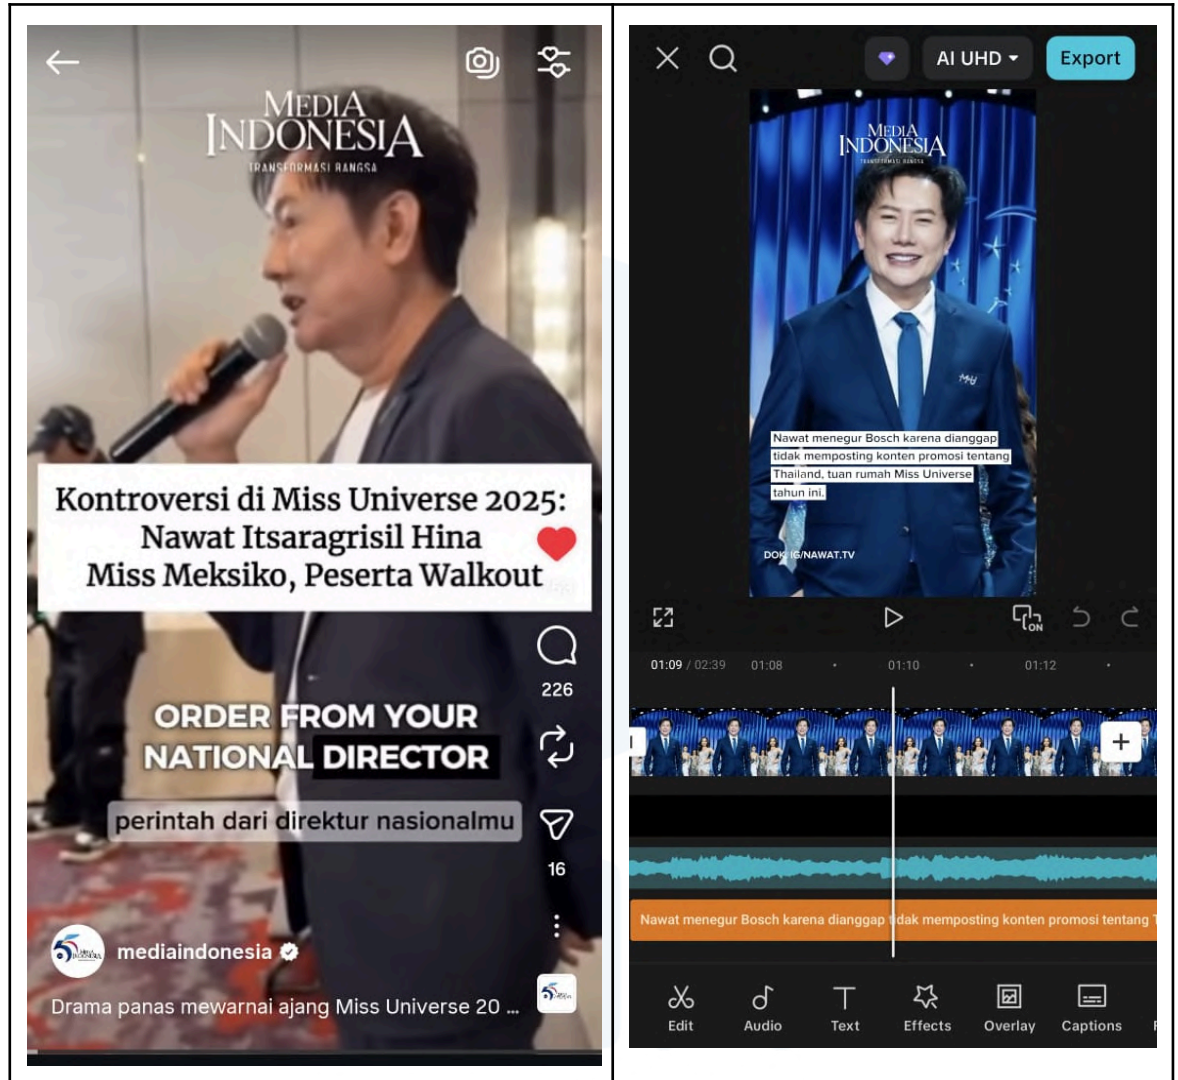 MEDIA
INDONESIA
TRANSFORMASI BANGSA
Kontroversi di Miss Universe 2025:
Nawat Itsaragrisil Hina
Miss Meksiko, Peserta Walkout
226
ORDER FROM YOUR
NATIONAL DIRECTOR
perintah dari direktur nasionalmu
16
mediaindonesia
Drama panas mewarnai ajang Miss Universe 20 ...
AI UHD
Export
MEDIA
INDONESIA
TRANSFORMASI BANGSA
Nawat menegur Bosch karena dianggap
tidak memposting konten promosi tentang
Thailand, tuan rumah Miss Universe
tahun ini.
DOK. IG/NAWAT.TV
ON
01:09 / 02:39 01:08 01:10 01:12
Nawat menegur Bosch karena dianggap tidak memposting konten promosi tentang T
Edit Audio Text Effects Overlay Captions